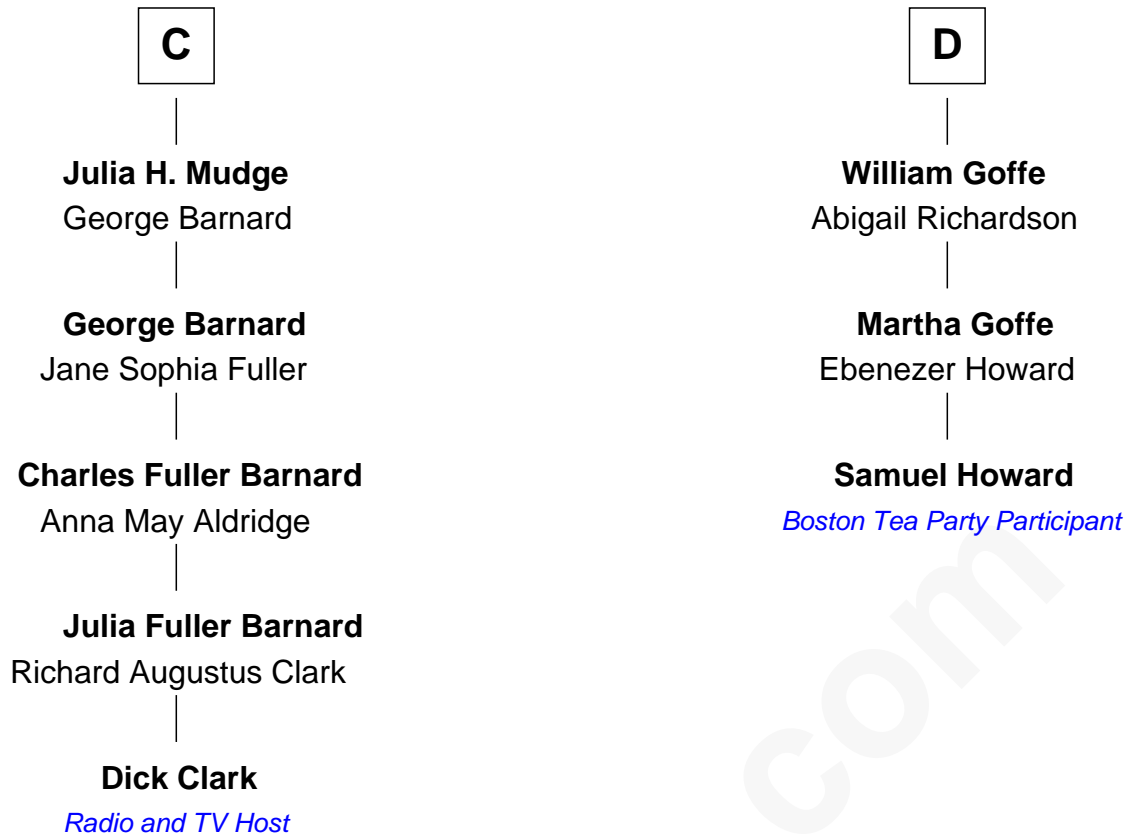 C
Julia H. Mudge
George Barnard
George Barnard
Jane Sophia Fuller
Charles Fuller Barnard
Anna May Aldridge
Julia Fuller Barnard
Richard Augustus Clark
Dick Clark
Radio and TV Host
D
William Goffe
Abigail Richardson
Martha Goffe
Ebenezer Howard
Samuel Howard
Boston Tea Party Participant
com